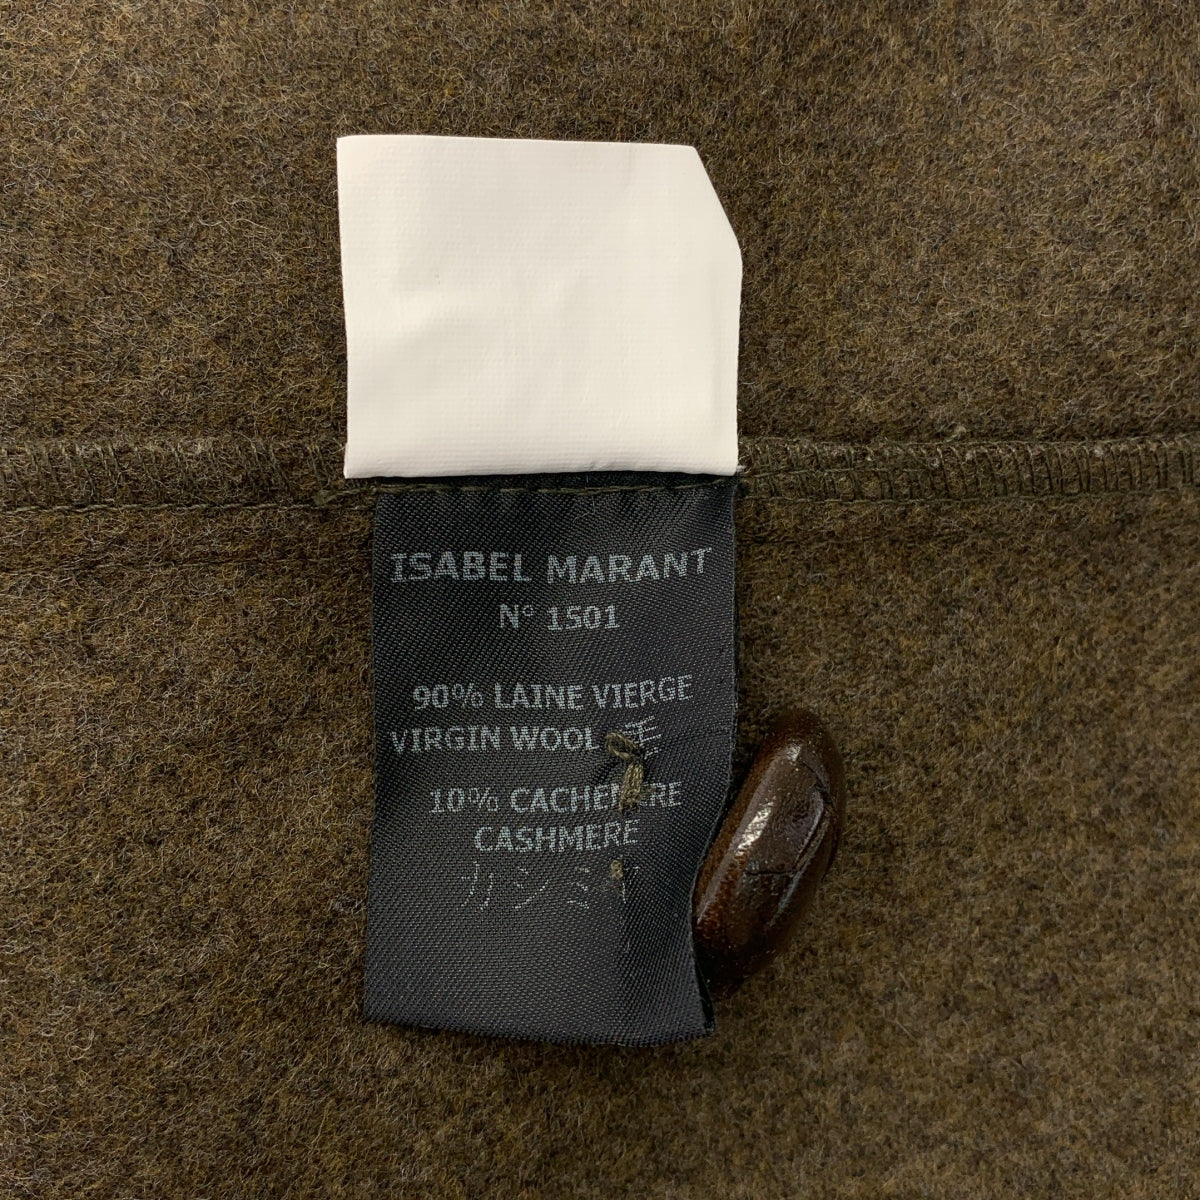 ISABEL MARANT
N° 1501
90% LAINE VIERGE
VIRGIN WOOL 毛
10% CACHEMIRE
CASHMERE
カシミヤ